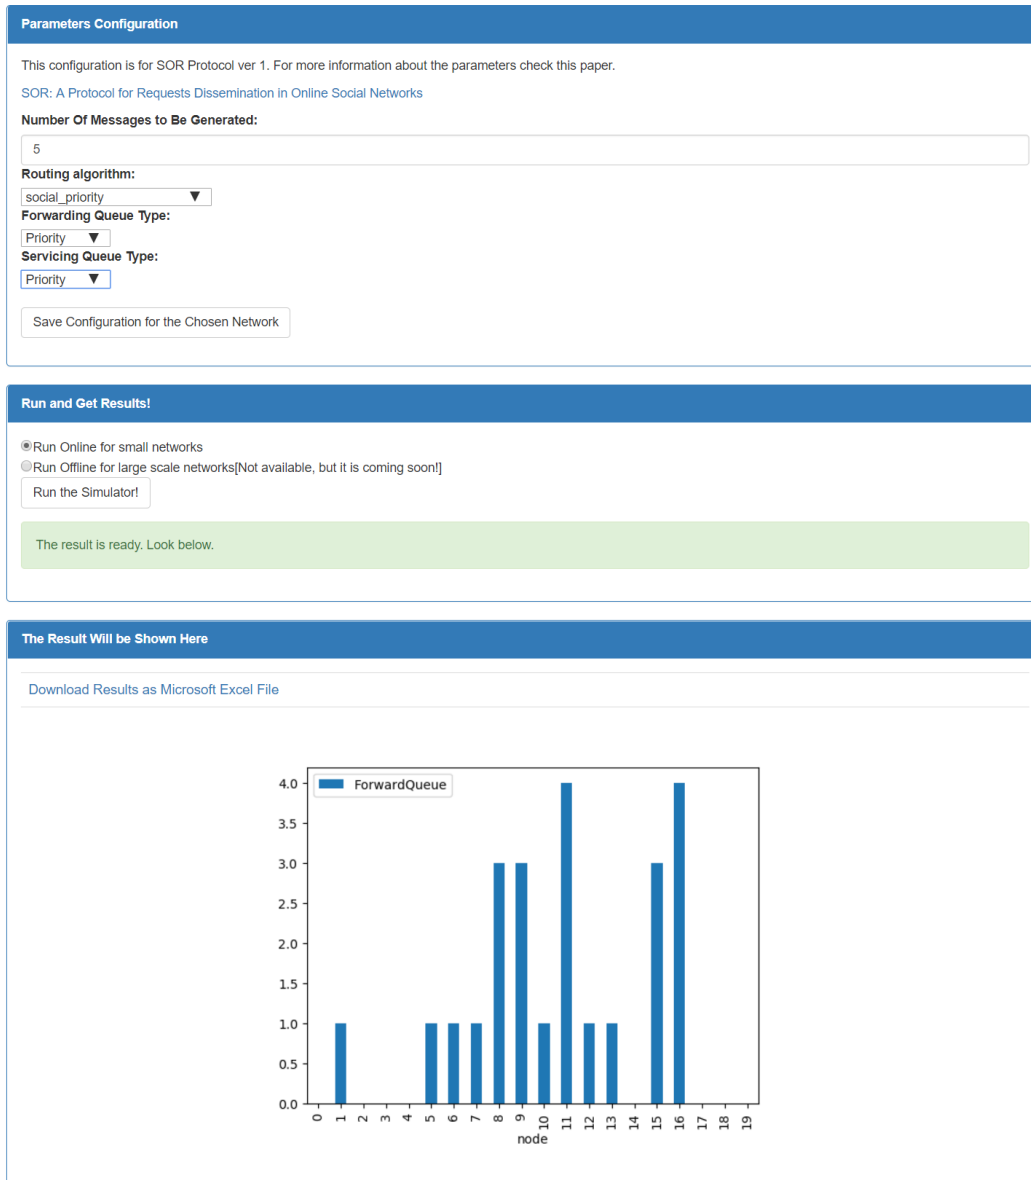 Parameters Configuration
This configuration is for SOR Protocol ver 1. For more information about the parameters check this paper.
SOR: A Protocol for Requests Dissemination in Online Social Networks
Number Of Messages to Be Generated:
5
Routing algorithm:
social_priority
Forwarding Queue Type:
Priority
Servicing Queue Type:
Priority
Save Configuration for the Chosen Network
Run and Get Results!
Run Online for small networks
Run Offline for large scale networks[Not available, but it is coming soon!]
Run the Simulator!
The result is ready. Look below.
The Result Will be Shown Here
Download Results as Microsoft Excel File
ForwardQueue
4.0
3.5
3.0
2.5
2.0
1.5
1.0
0.5
0.0
0 1 2 3 4 5 6 7 8 9 10 11 12 13 14 15 16 17 18 19
node